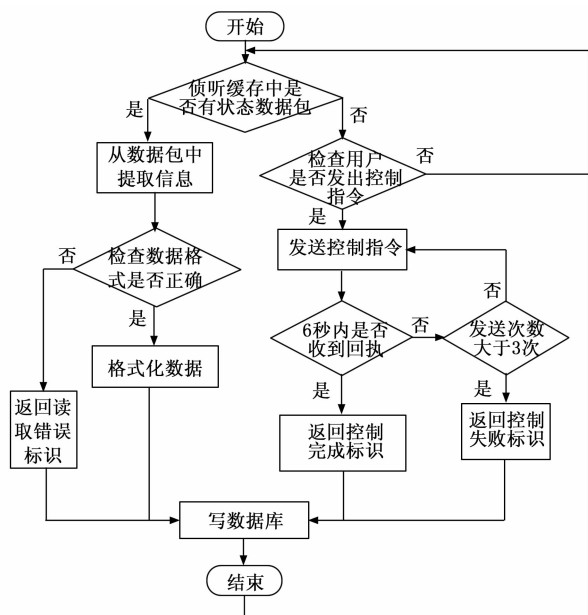 开始
侦听缓存中是
否有状态数据包
是
否
从数据包中
提取信息
检查用户
是否发出控制
指令
否
是
发送控制指令
否
检查数据格
式是否正确
是
否
6秒内是否
收到回执
否
发送次数
大于3次
格式化数据
是
是
返回读
取错误
标识
返回控制
完成标识
返回控制
失败标识
写数据库
结束